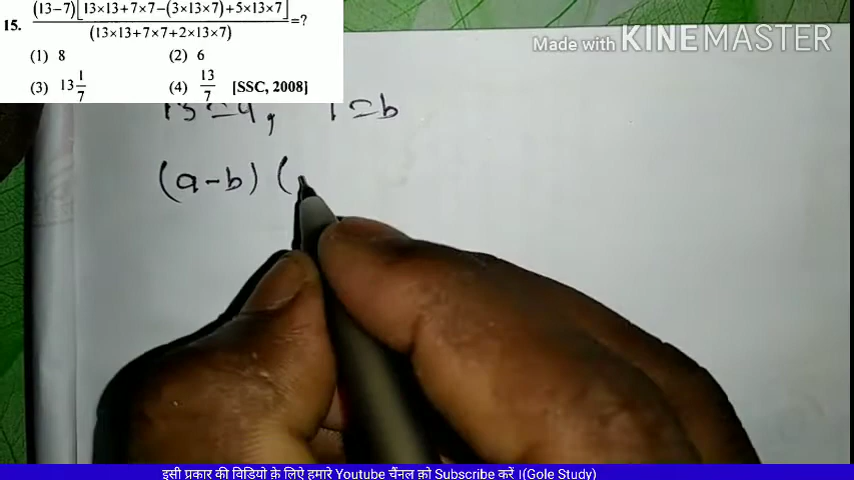 15. (13−7)[13×13+7×7−(3×13×7)+5×13×7] / (13×13+7×7+2×13×7) =?
(1) 8 (2) 6
(3) 13 1/7 (4) 13/7 [SSC, 2008]
Made with KINEMASTER
13=a, 7=b
(a-b) (
इसी प्रकार की विडियो के लिऐ हमारे Youtube चैंनल क़ो Subscribe करें ।(Gole Study)